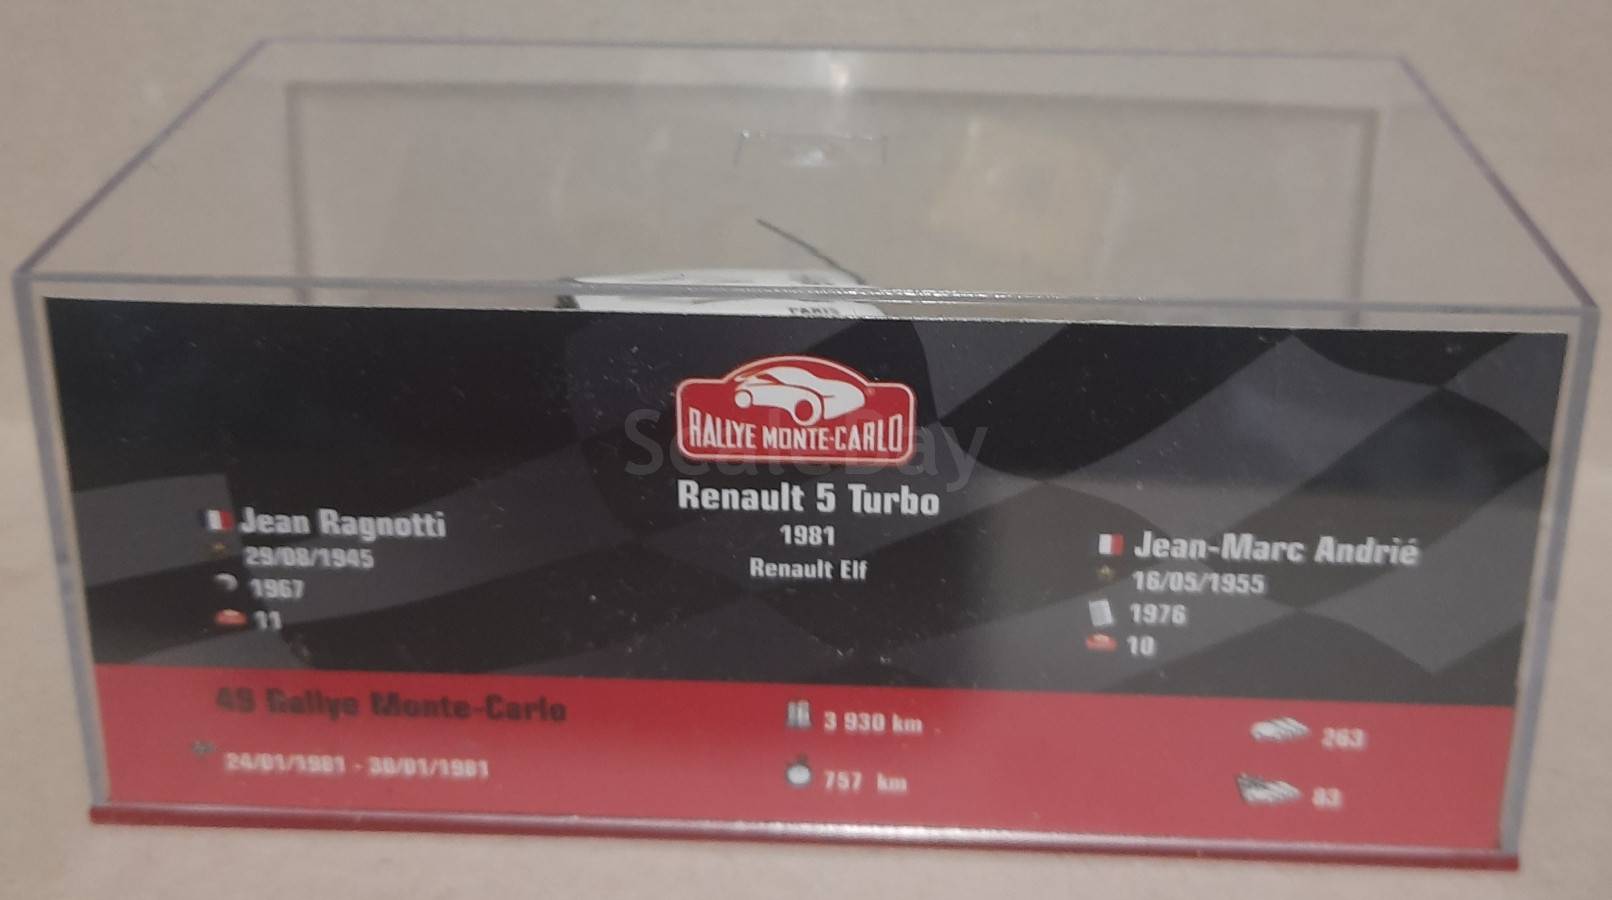 PARIS
RALLYE MONTE-CARLO
ScaleBay
Renault 5 Turbo
1981
Renault Elf
Jean Ragnotti
29/08/1945
1967
11
Jean-Marc Andrié
16/05/1955
1976
10
49 Rallye Monte-Carlo
24/01/1981 - 30/01/1981
3 930 km
757 km
263
83